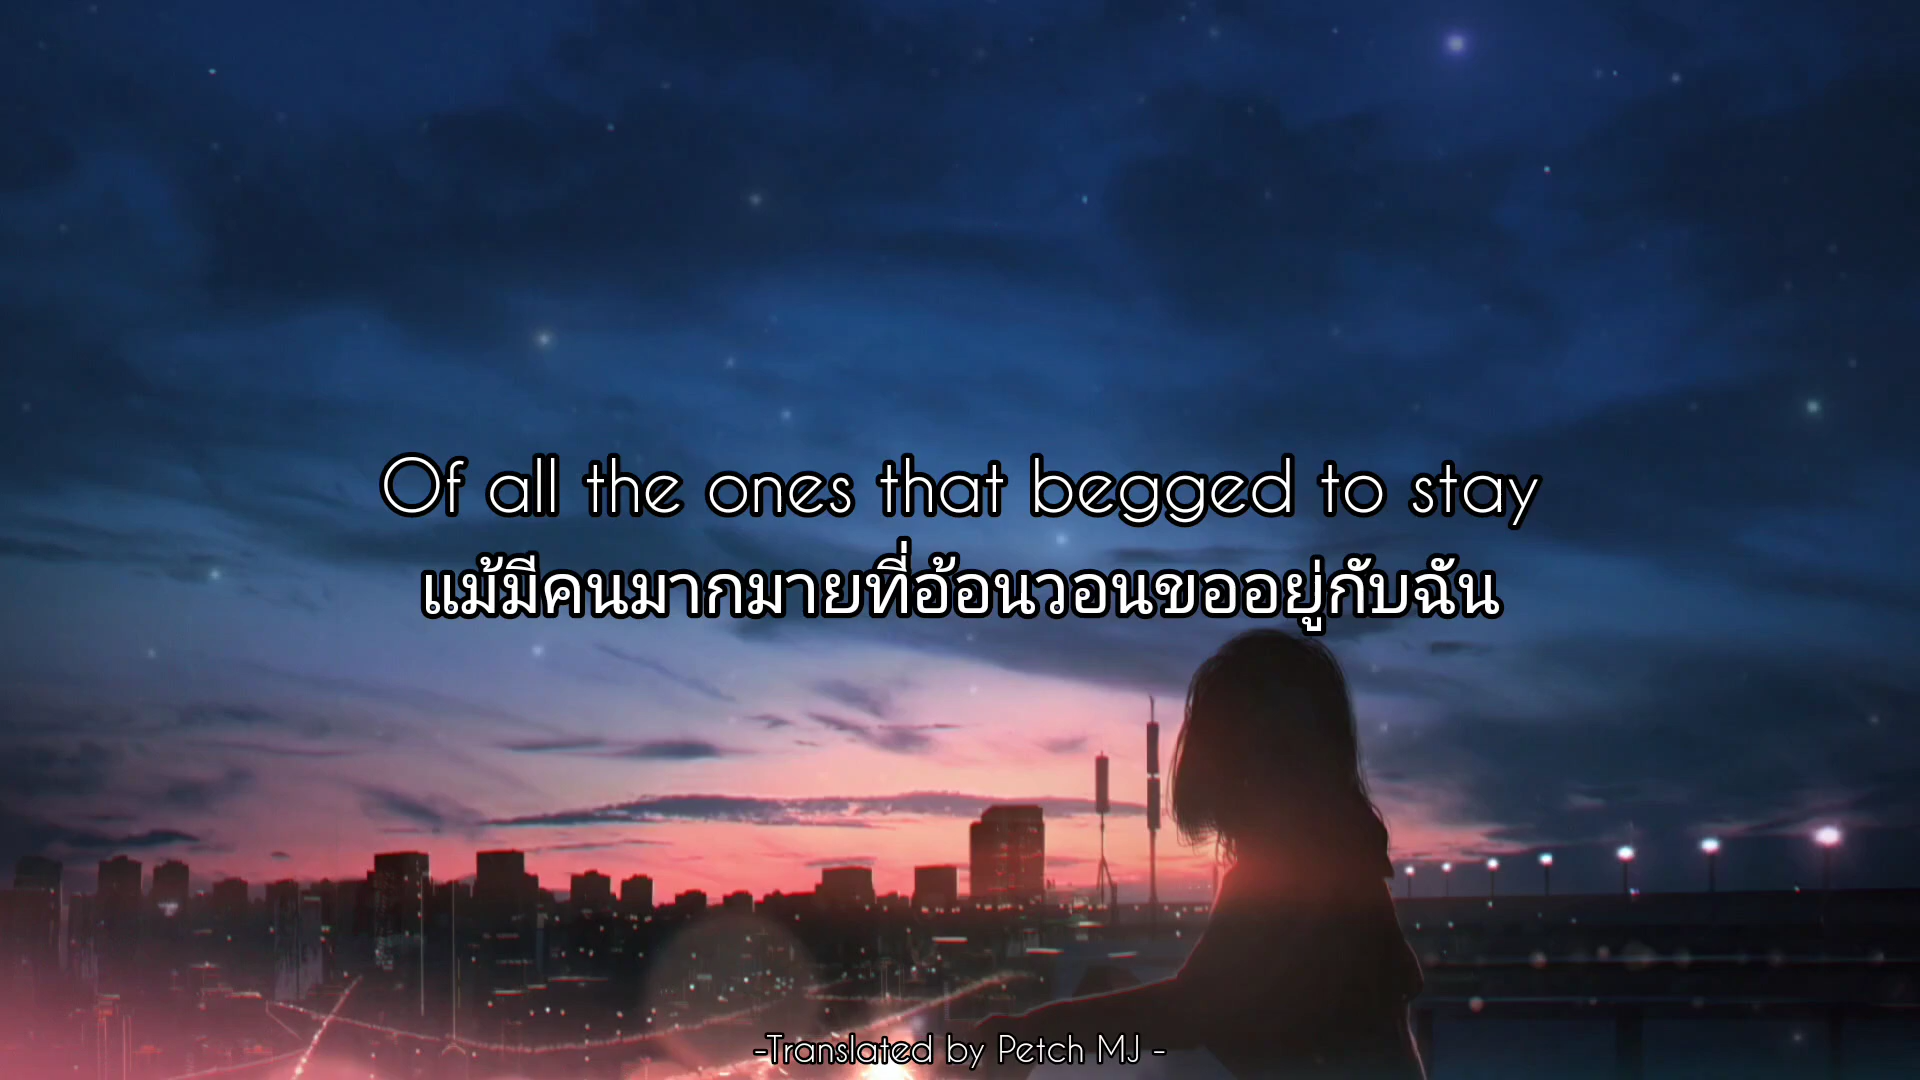 Of all the ones that begged to stay
แม้มีคนมากมายที่อ้อนวอนขออยู่กับฉัน
-Translated by Petch MJ -